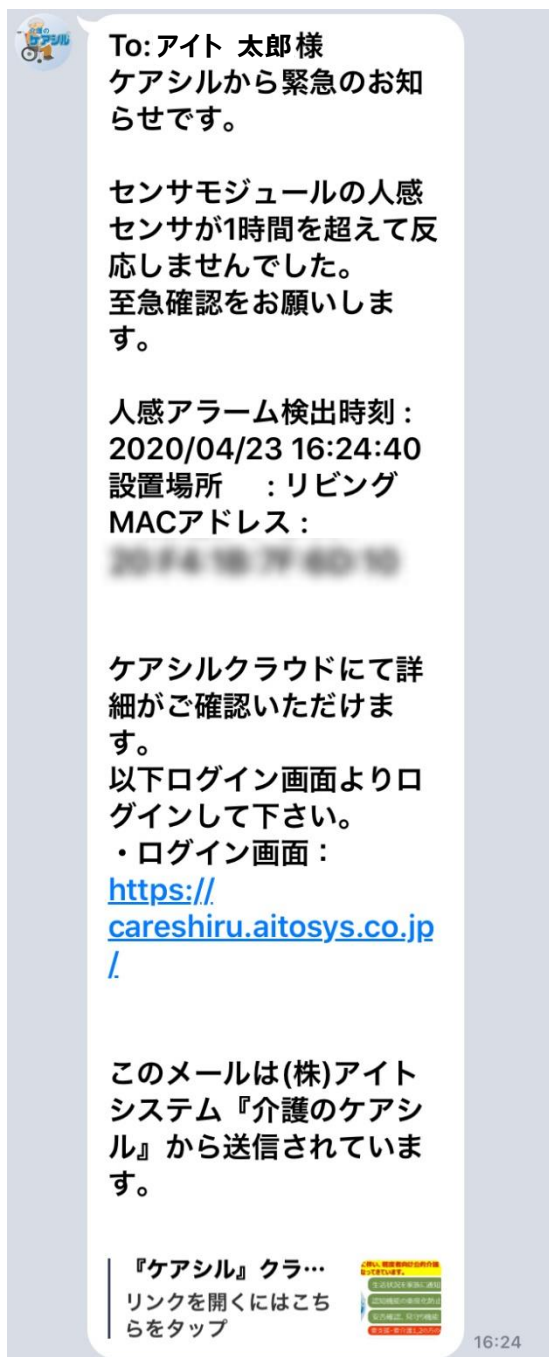 介護の
ケアシル
To: アイト 太郎様
ケアシルから緊急のお知
らせです。
センサモジュールの人感
センサが1時間を超えて反
応しませんでした。
至急確認をお願いしま
す。
人感アラーム検出時刻：
2020/04/23 16:24:40
設置場所　：リビング
MACアドレス：
ケアシルクラウドにて詳
細がご確認いただけま
す。
以下ログイン画面よりロ
グインして下さい。
・ログイン画面：
https://
careshiru.aitosys.co.jp
/
このメールは(株)アイト
システム『介護のケアシ
ル』から送信されていま
す。
『ケアシル』クラ…
リンクを開くにはこち
らをタップ
16:24